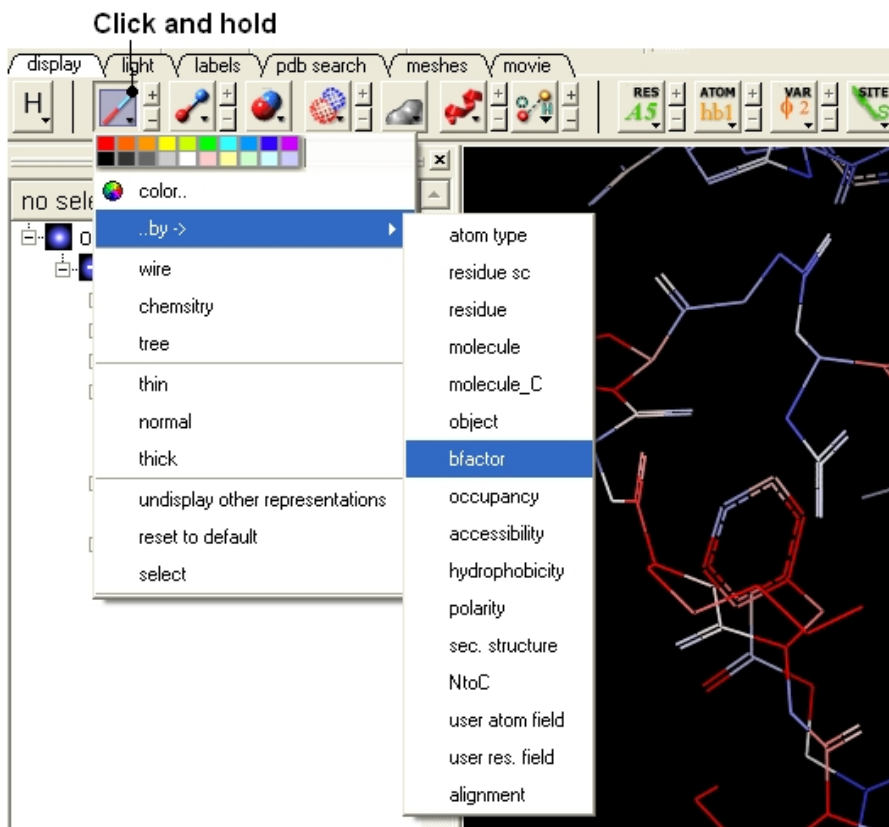 Click and hold
display light labels pdb search meshes movie
H RES A5 ATOM hb1 VAR ϕ 2 SITE
color..
no sele
..by ->
o
wire
chemsitry
tree
thin
normal
thick
undisplay other representations
reset to default
select
atom type
residue sc
residue
molecule
molecule_C
object
bfactor
occupancy
accessibility
hydrophobicity
polarity
sec. structure
NtoC
user atom field
user res. field
alignment